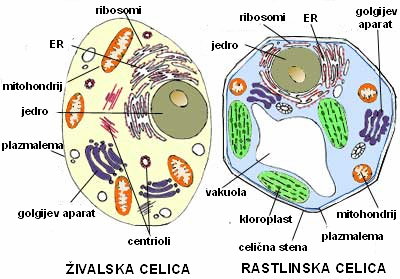 ribosomi
ER
mitohondrij
jedro
plazmalema
golgijev aparat
centrioli
ŽIVALSKA CELICA
ribosomi
ER
golgijev
aparat
jedro
vakuola
kloroplast
celična stena
mitohondrij
plazmalema
RASTLINSKA CELICA